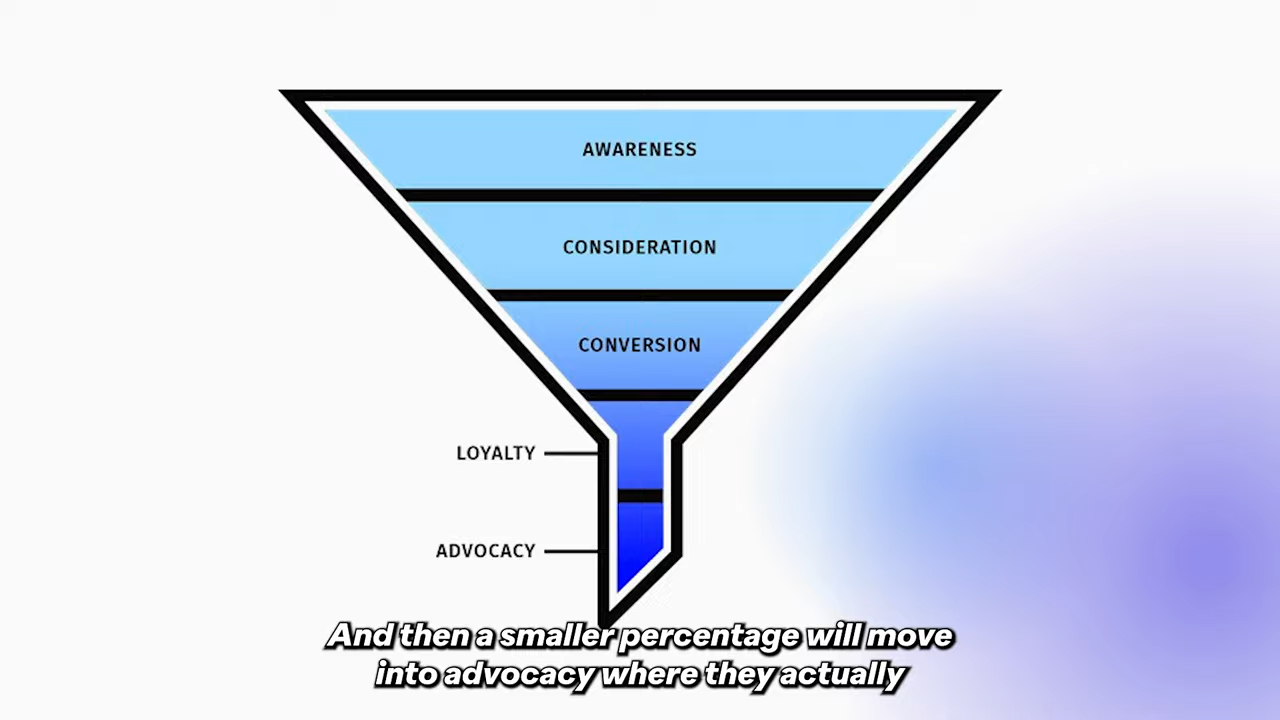 AWARENESS
CONSIDERATION
CONVERSION
LOYALTY
ADVOCACY
And then a smaller percentage will move
into advocacy where they actually